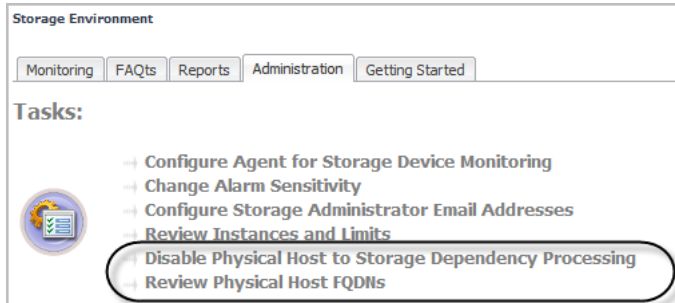 Storage Environment
Monitoring FAQts Reports Administration Getting Started
Tasks:
Configure Agent for Storage Device Monitoring
Change Alarm Sensitivity
Configure Storage Administrator Email Addresses
Review Instances and Limits
Disable Physical Host to Storage Dependency Processing
Review Physical Host FQDNs